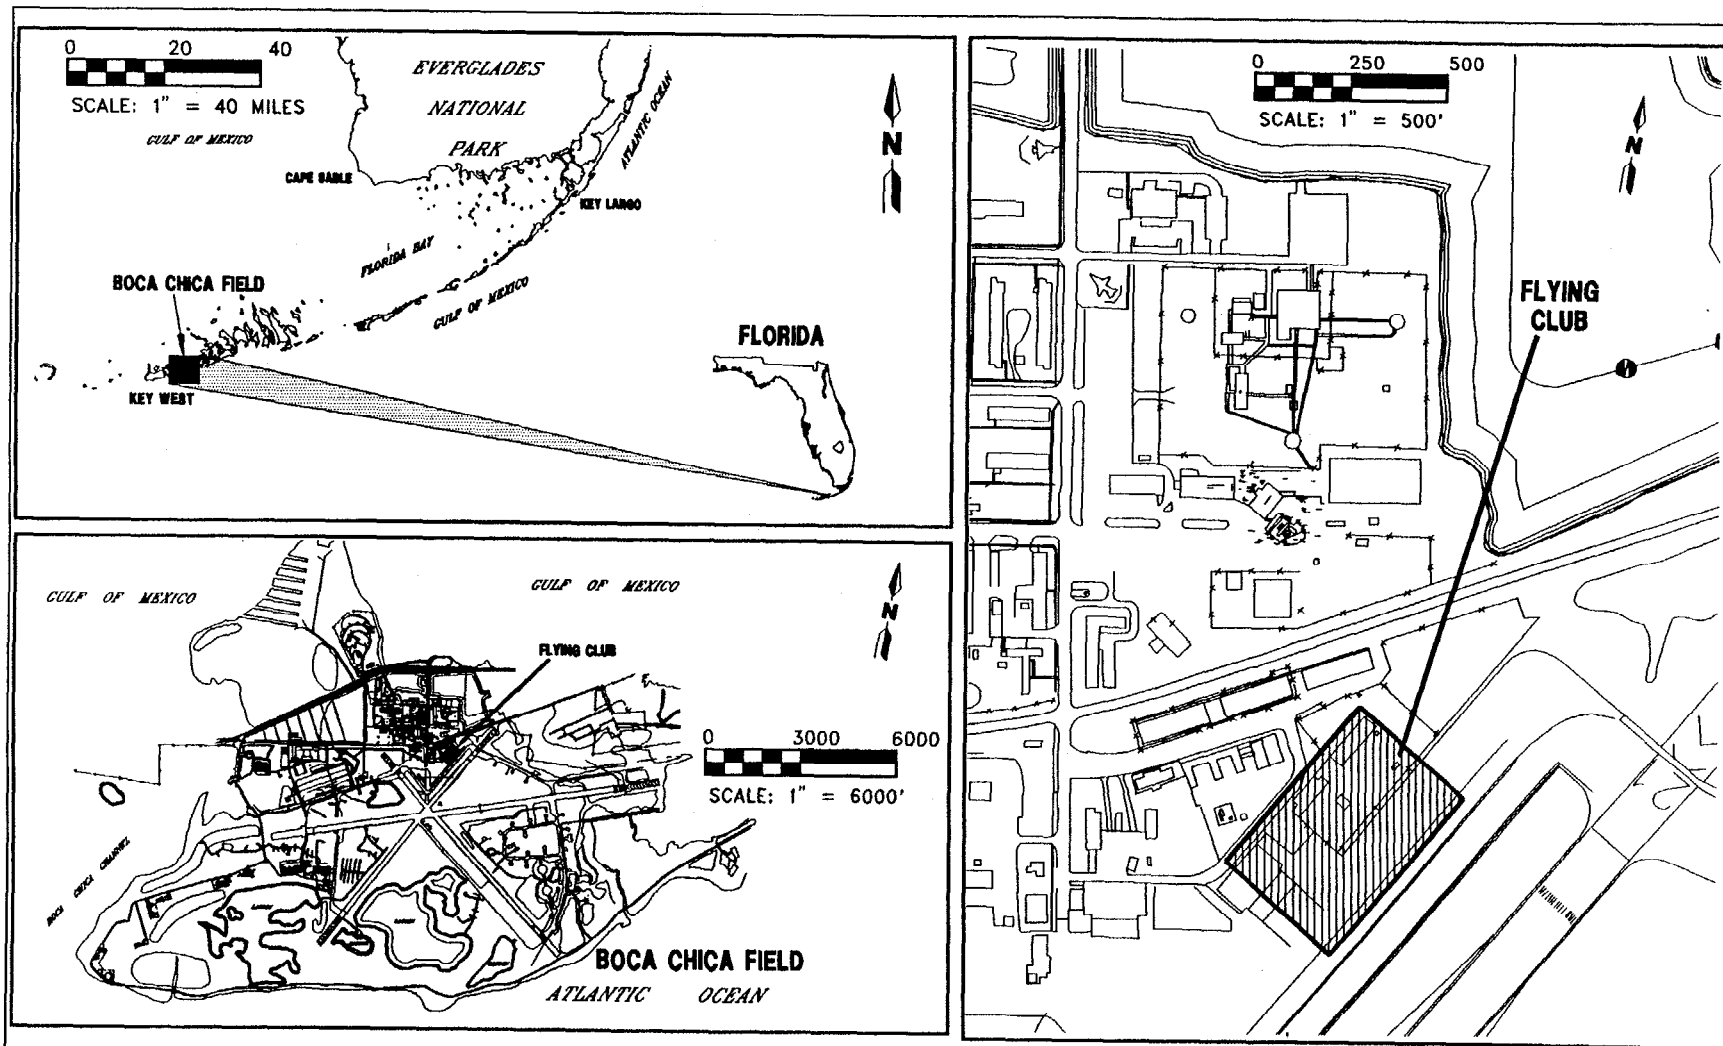 0 20 40
SCALE: 1" = 40 MILES
GULF OF MEXICO
EVERGLADES
NATIONAL
PARK
ATLANTIC OCEAN
N
CAPE SABLE
KEY LARGO
FLORIDA BAY
GULF OF MEXICO
BOCA CHICA FIELD
KEY WEST
FLORIDA
GULF OF MEXICO
GULF OF MEXICO
N
FLYING CLUB
0 3000 6000
SCALE: 1" = 6000'
BOCA CHICA CHANNEL
BOCA CHICA FIELD
ATLANTIC OCEAN
0 250 500
SCALE: 1" = 500'
N
FLYING
CLUB